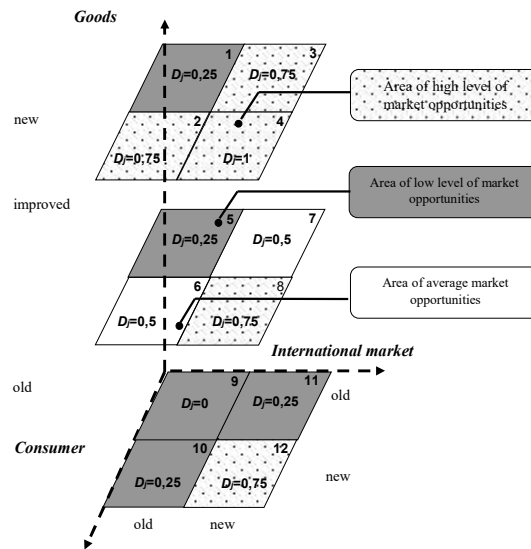 Goods
1
3
Dj=0,25
Dj=0,75
Area of high level of
market opportunities
new
2
4
Dj=0,75
Dj=1
improved
Area of low level of market
opportunities
5
7
Dj=0,25
Dj=0,5
6
8
Area of average market
opportunities
Dj=0,5
Dj=0,75
International market
old
9
11
old
Dj=0
Dj=0,25
Consumer
10
12
Dj=0,25
Dj=0,75
new
old
new